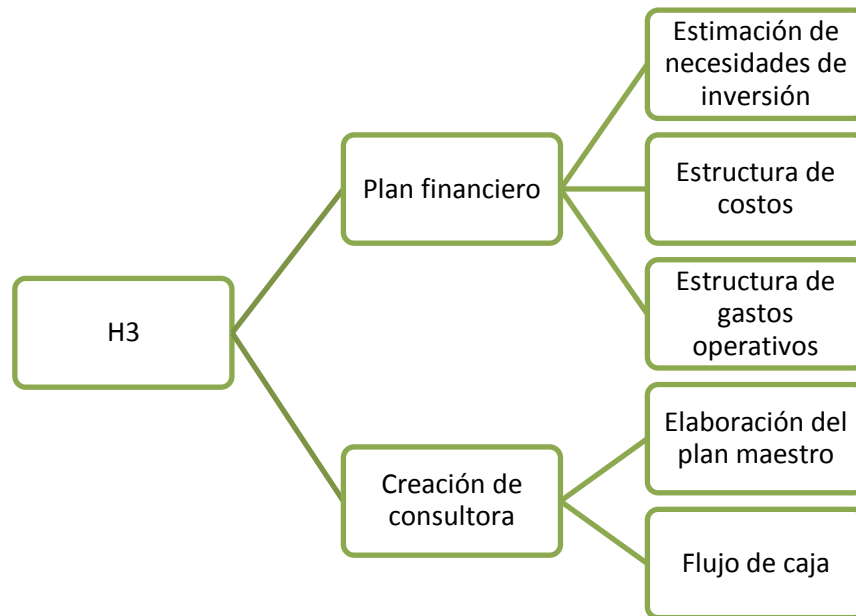 H3
Plan financiero
Estimación de
necesidades de
inversión
Estructura de
costos
Estructura de
gastos
operativos
Creación de
consultora
Elaboración del
plan maestro
Flujo de caja